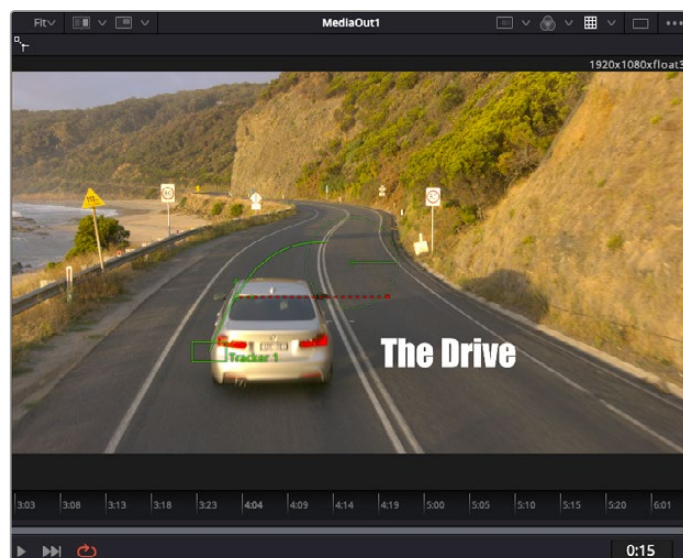 Fit
MediaOut1
1920x1080xfloat3
Tracker 1
The Drive
3:03 3:08 3:13 3:18 3:23 4:04 4:09 4:14 4:19 5:00 5:05 5:10 5:15 5:20 6:01
0:15